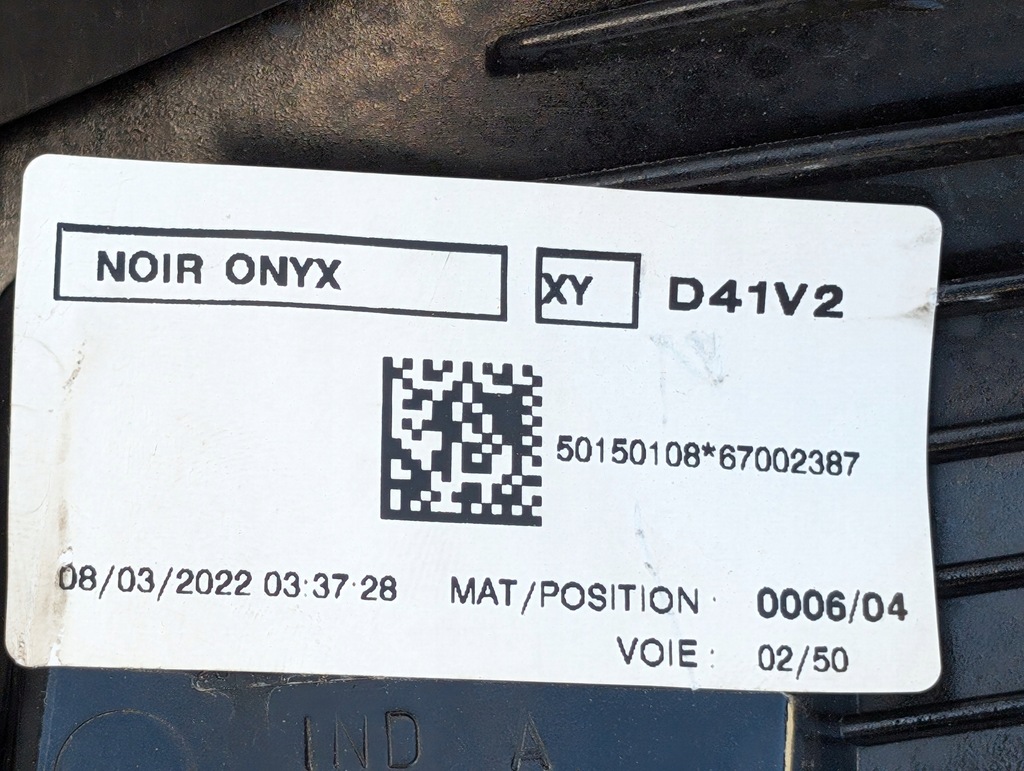 NOIR ONYX XY D41V2
50150108*67002387
08/03/2022 03:37:28 MAT/POSITION : 0006/04
VOIE : 02/50
IND A